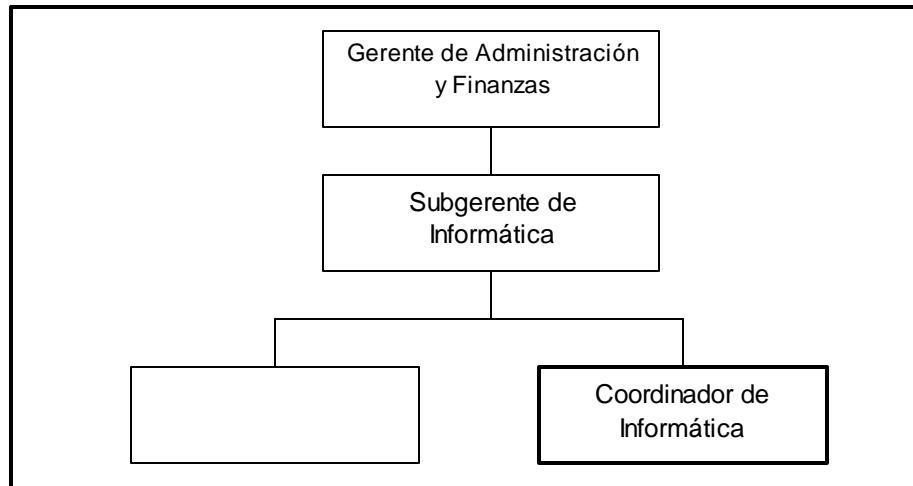 Gerente de Administración
y Finanzas
Subgerente de
Informática
Coordinador de
Informática